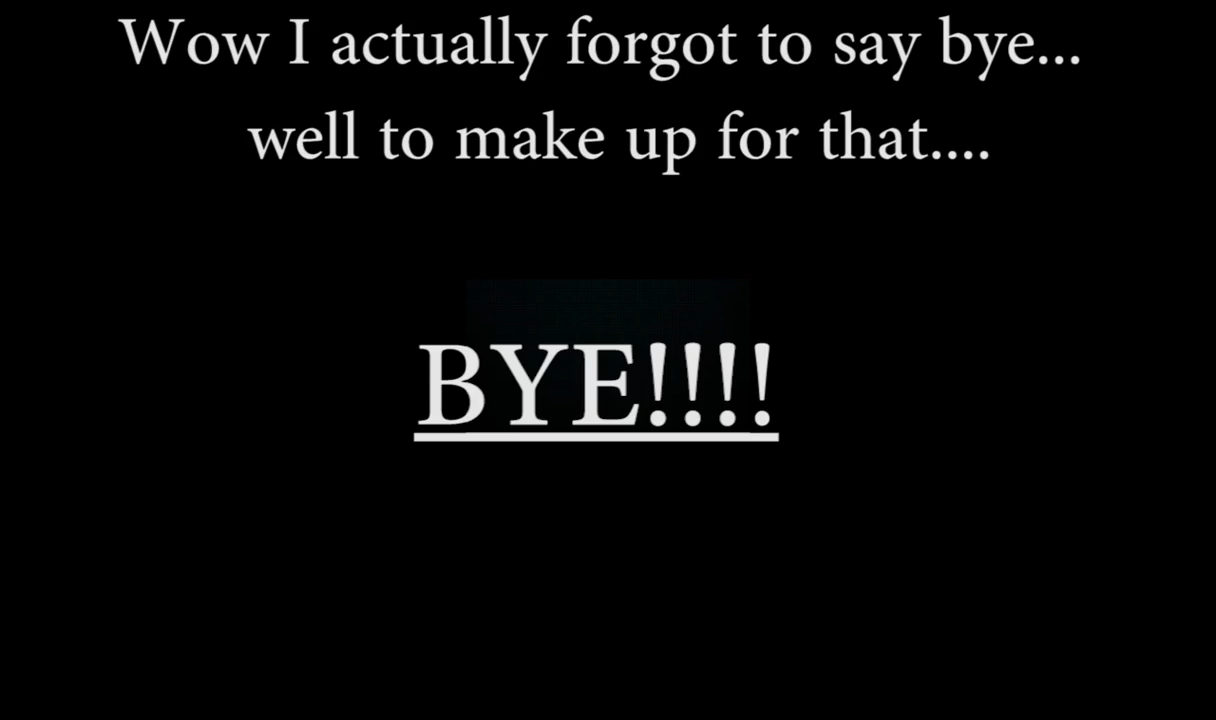 Wow I actually forgot to say bye...
well to make up for that....
BYE!!!!